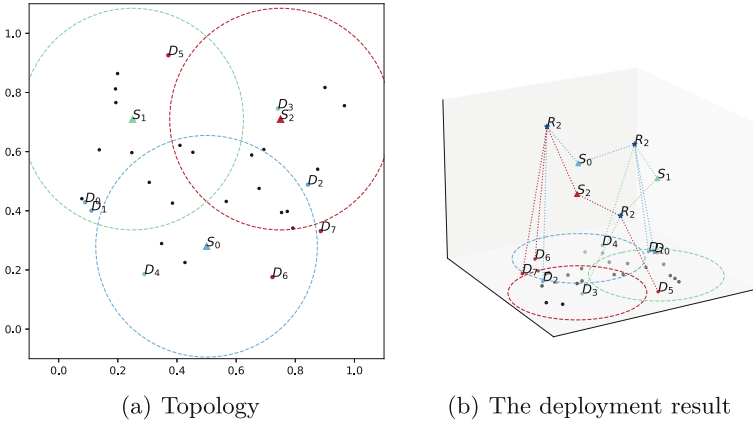 1.0
0.8
0.6
0.4
0.2
0.0
0.0 0.2 0.4 0.6 0.8 1.0
D5
D3
S1
S2
D2
D1
S0
D7
D4
D6
(a) Topology
R2
R2
S0
S1
S2
R2
D4
D6
D7
D2
D3
D5
(b) The deployment result